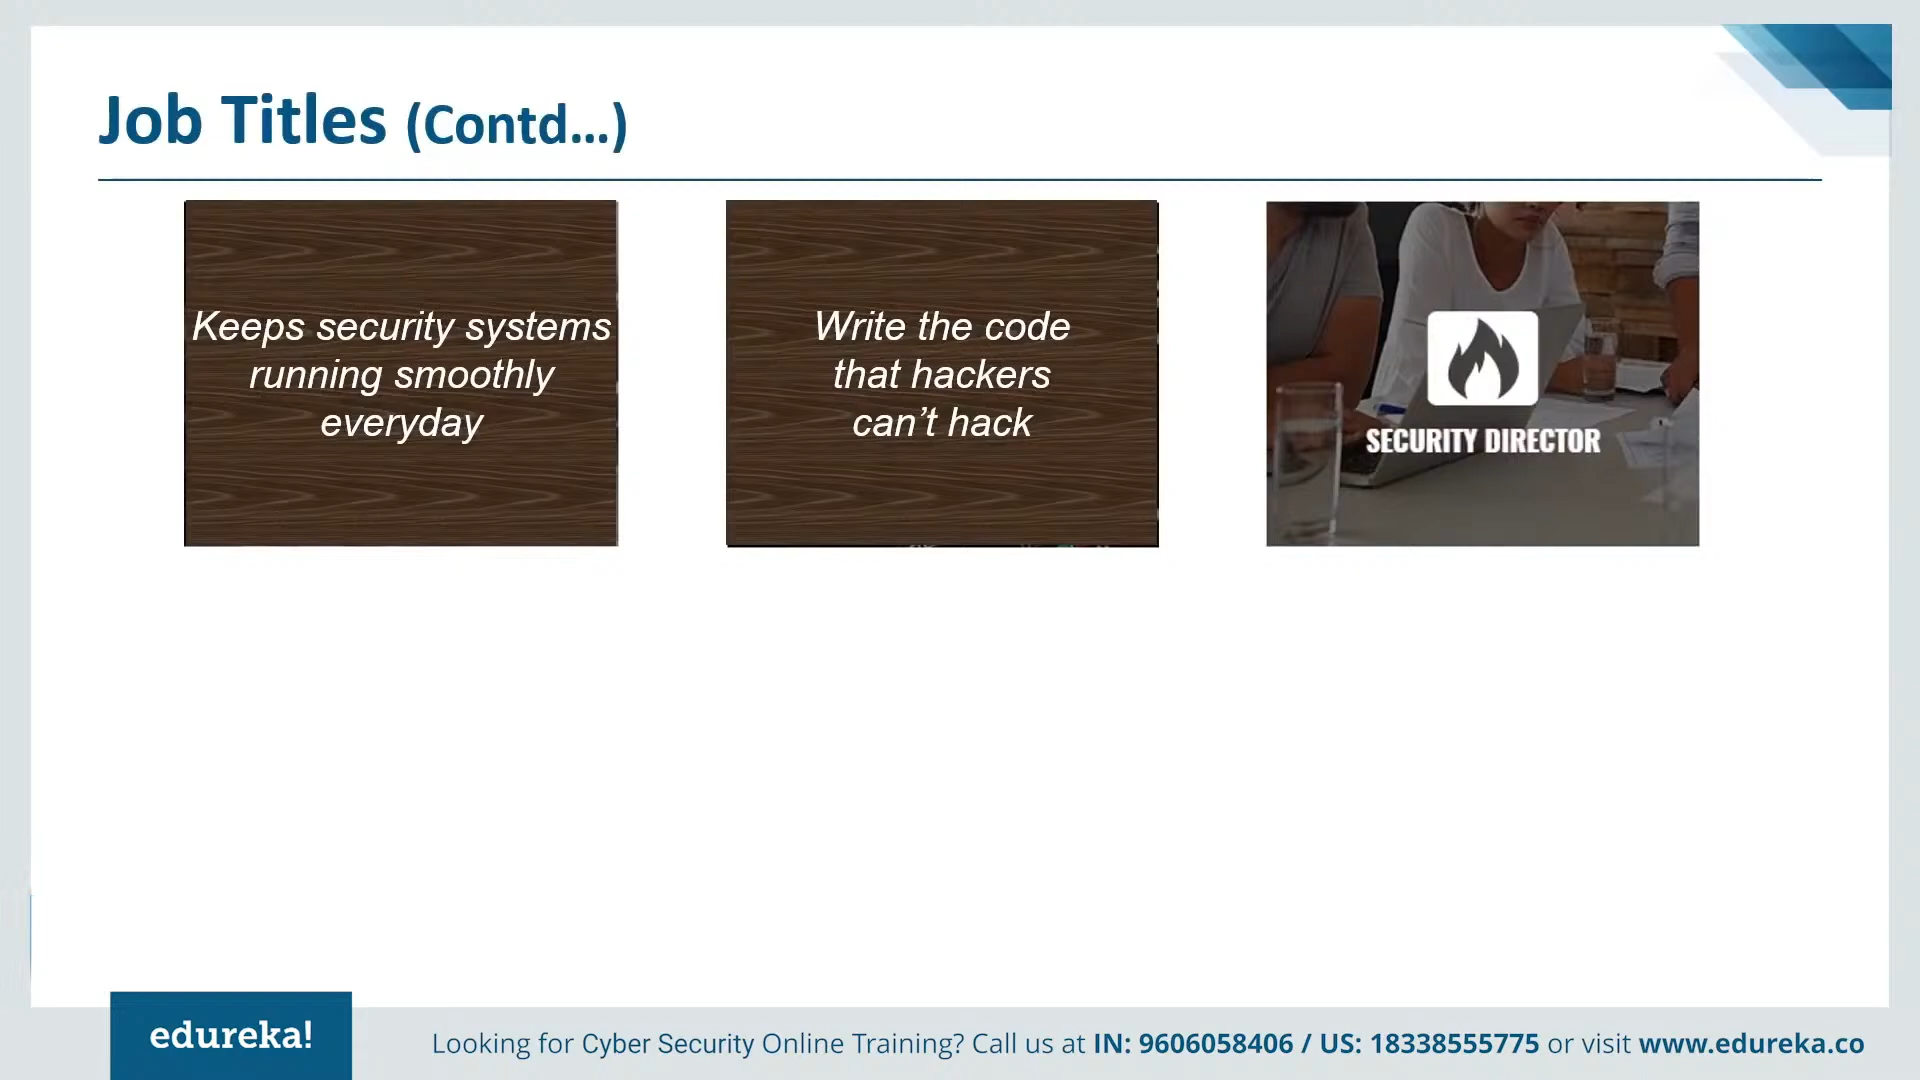 Job Titles (Contd...)
Keeps security systems
running smoothly
everyday
Write the code
that hackers
can't hack
SECURITY DIRECTOR
edureka!
Looking for Cyber Security Online Training? Call us at IN: 9606058406 / US: 18338555775 or visit www.edureka.co